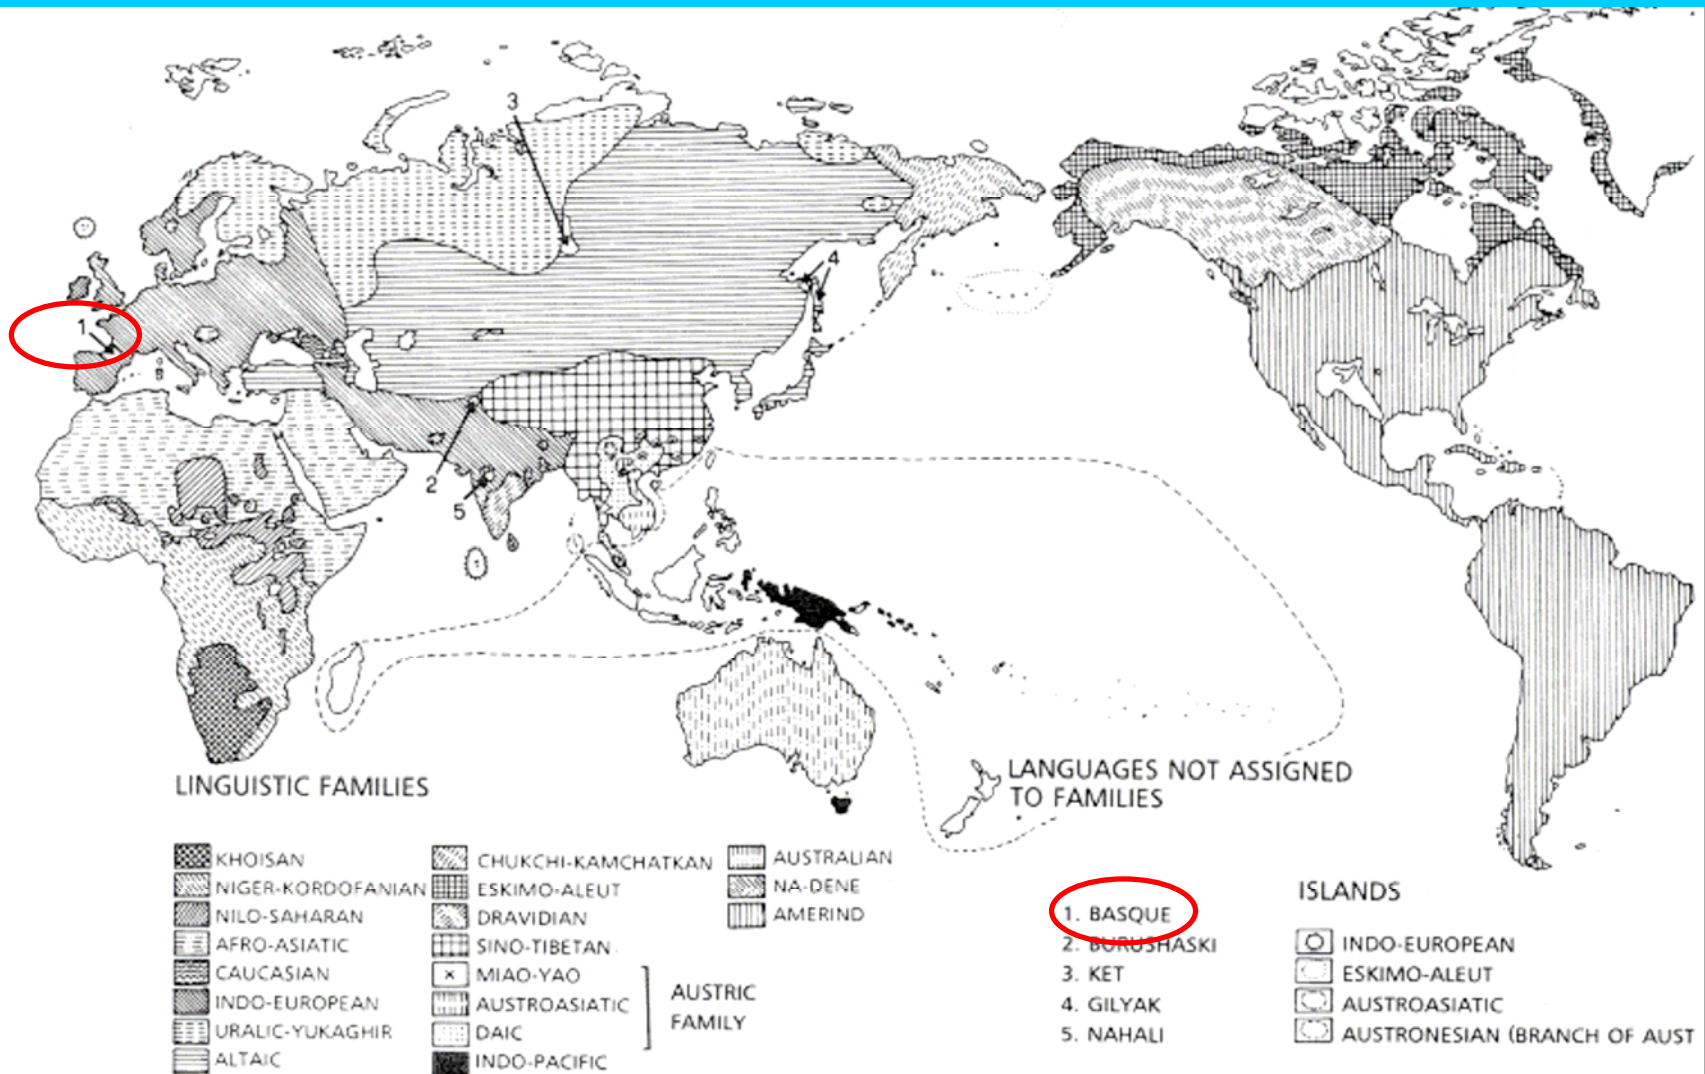 3
4
1
2
5
LINGUISTIC FAMILIES
KHOISAN
NIGER-KORDOFANIAN
NILO-SAHARAN
AFRO-ASIATIC
CAUCASIAN
INDO-EUROPEAN
URALIC-YUKAGHIR
ALTAIC
CHUKCHI-KAMCHATKAN
ESKIMO-ALEUT
DRAVIDIAN
SINO-TIBETAN
MIAO-YAO
AUSTROASIATIC
DAIC
INDO-PACIFIC
AUSTRIC
FAMILY
AUSTRALIAN
NA-DENE
AMERIND
LANGUAGES NOT ASSIGNED
TO FAMILIES
1. BASQUE
2. BURUSHASKI
3. KET
4. GILYAK
5. NAHALI
ISLANDS
INDO-EUROPEAN
ESKIMO-ALEUT
AUSTROASIATIC
AUSTRONESIAN (BRANCH OF AUST